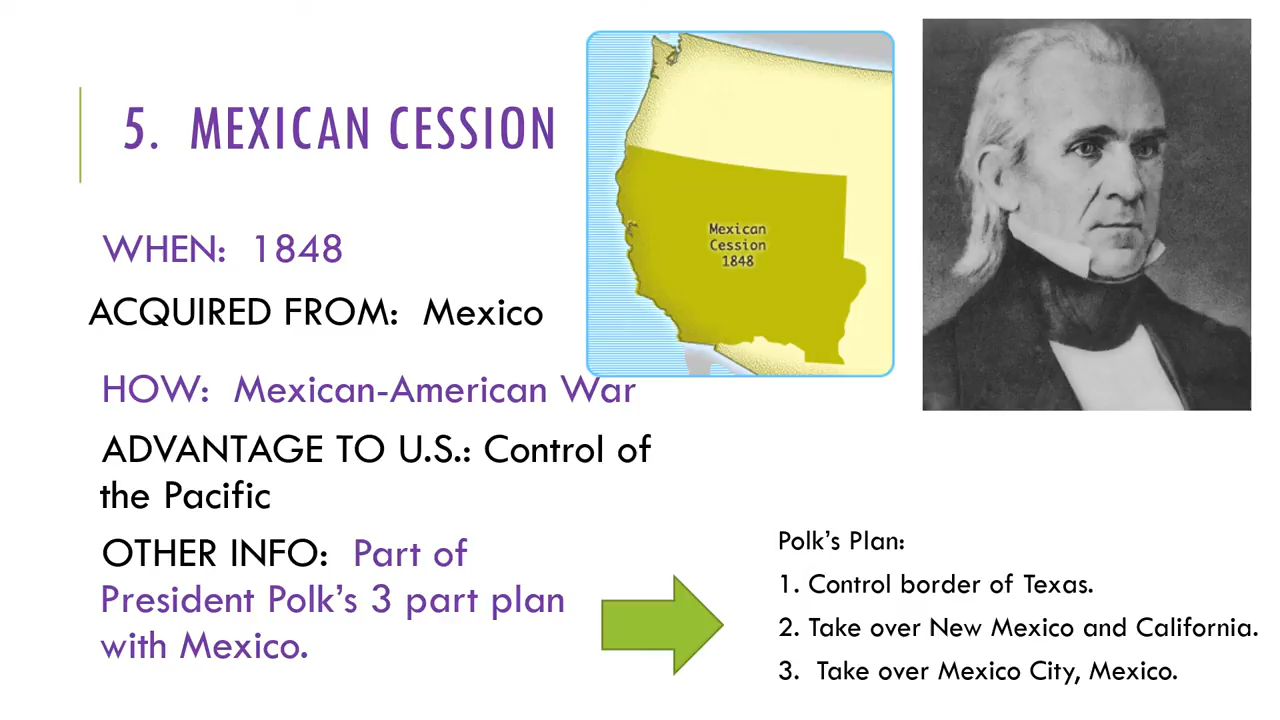 5. MEXICAN CESSION
Mexican
Cession
1848
WHEN: 1848
ACQUIRED FROM: Mexico
HOW: Mexican-American War
ADVANTAGE TO U.S.: Control of
the Pacific
OTHER INFO: Part of
President Polk's 3 part plan
with Mexico.
Polk's Plan:
1. Control border of Texas.
2. Take over New Mexico and California.
3. Take over Mexico City, Mexico.